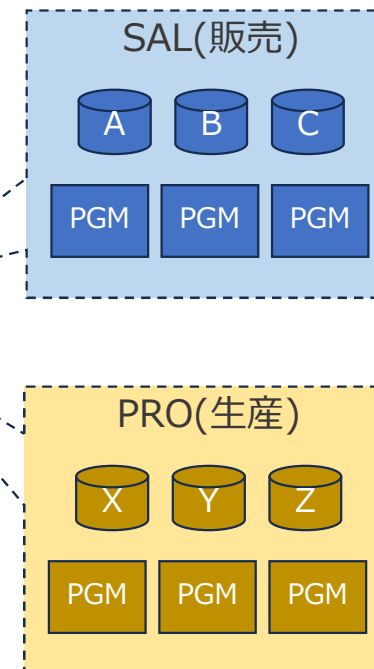 SAL(販売)
A B C
PGM PGM PGM
PRO(生産)
X Y Z
PGM PGM PGM